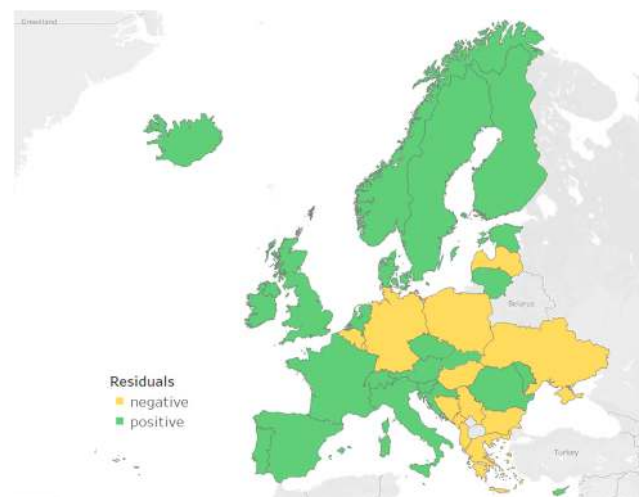 Greenland
Belarus
Residuals
negative
positive
Turkey